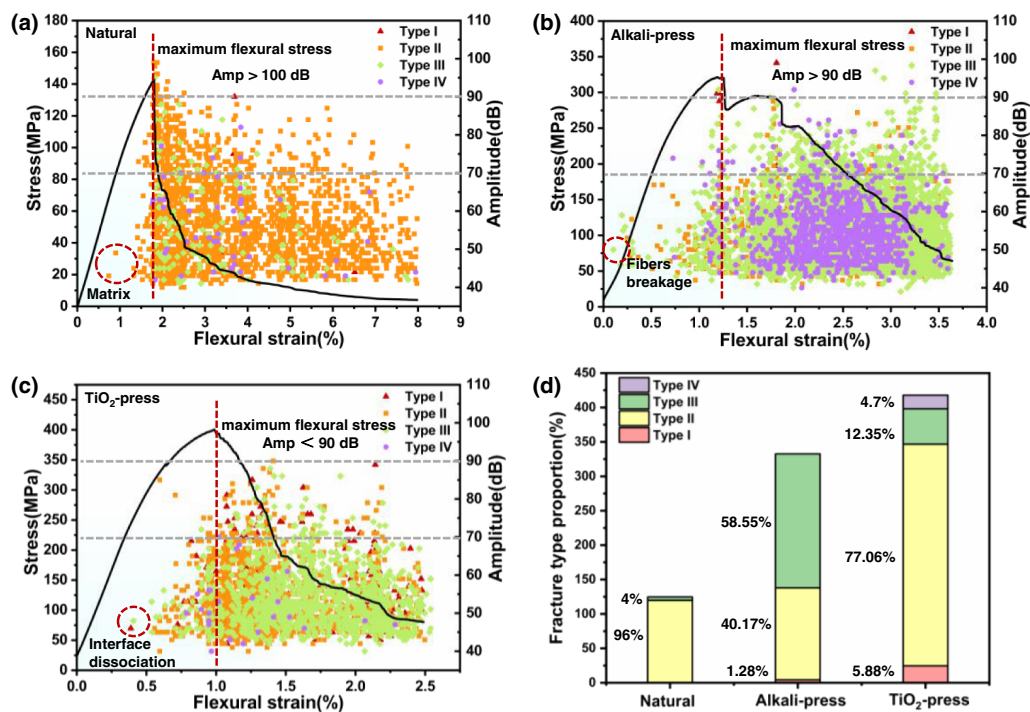 (a)
Natural
maximum flexural stress
Amp > 100 dB
Type I
Type II
Type III
Type IV
Matrix
Stress(MPa)
0
20
40
60
80
100
120
140
160
180
Amplitude(dB)
40
50
60
70
80
90
100
110
0 1 2 3 4 5 6 7 8 9
Flexural strain(%)
(b)
Alkali-press
maximum flexural stress
Amp > 90 dB
Type I
Type II
Type III
Type IV
Fibers
breakage
Stress(MPa)
0
50
100
150
200
250
300
350
400
Amplitude(dB)
40
50
60
70
80
90
100
110
0.0 0.5 1.0 1.5 2.0 2.5 3.0 3.5 4.0
Flexural strain(%)
(c)
TiO₂-press
maximum flexural stress
Amp < 90 dB
Type I
Type II
Type III
Type IV
Interface
dissociation
Stress(MPa)
0
50
100
150
200
250
300
350
400
450
Amplitude(dB)
40
50
60
70
80
90
100
110
0.0 0.5 1.0 1.5 2.0 2.5
Flexural strain(%)
(d)
Type IV
Type III
Type II
Type I
Fracture type proportion(%)
0
50
100
150
200
250
300
350
400
450
4%
96%
58.55%
40.17%
1.28%
4.7%
12.35%
77.06%
5.88%
Natural Alkali-press TiO₂-press